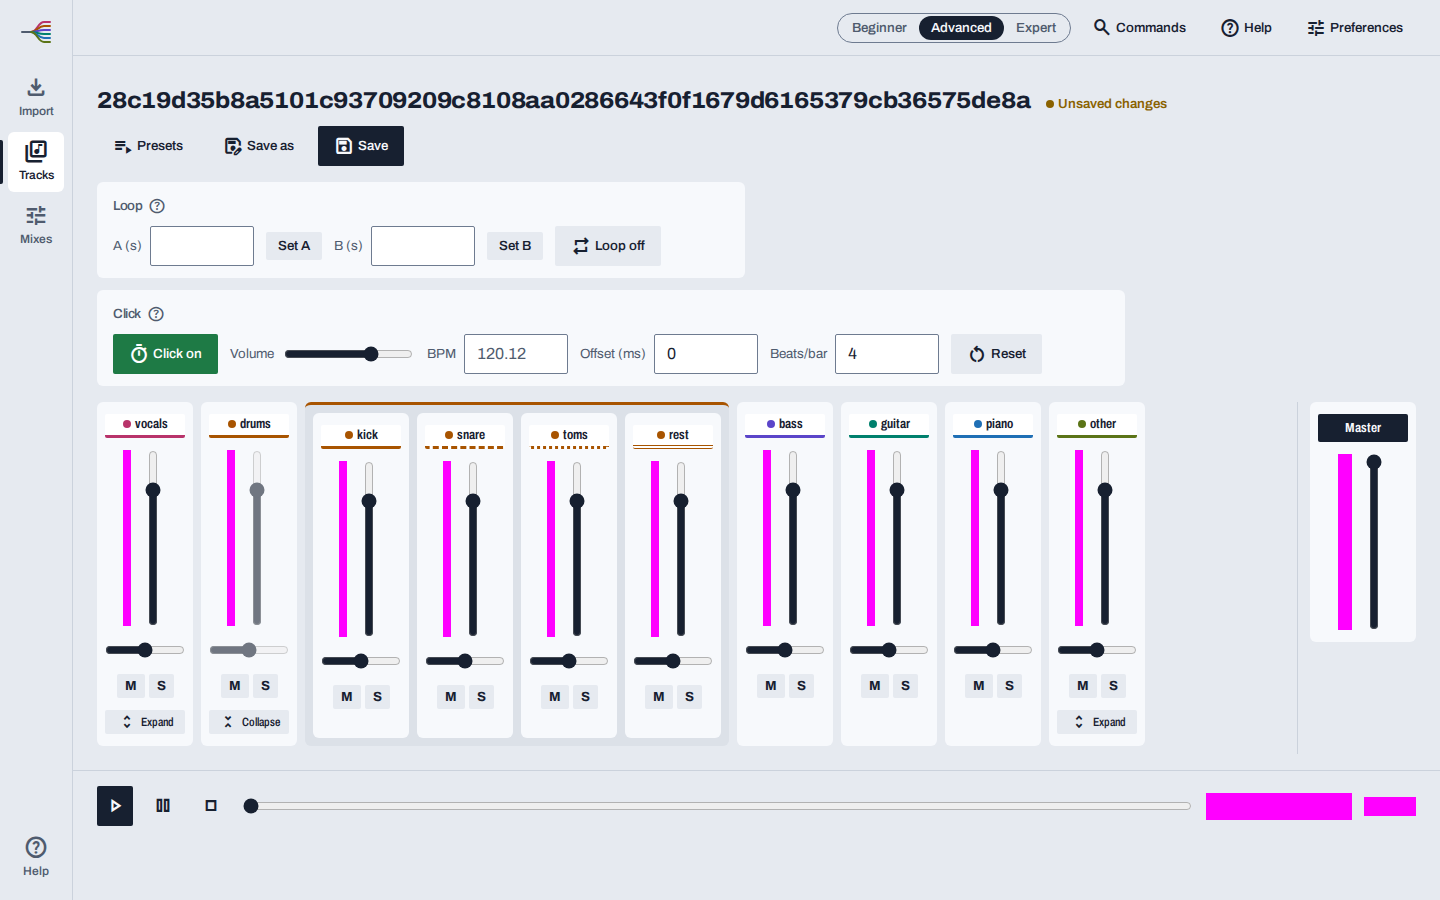 Beginner Advanced Expert Commands Help Preferences
Import
Tracks
Mixes
Help
28c19d35b8a5101c93709209c8108aa0286643f0f1679d6165379cb36575de8a Unsaved changes
Presets Save as Save
Loop
A (s) Set A B (s) Set B Loop off
Click
Click on Volume BPM 120.12 Offset (ms) 0 Beats/bar 4 Reset
vocals drums kick snare toms rest bass guitar piano other Master
M S M S M S M S M S M S M S M S M S M S
Expand Collapse Expand